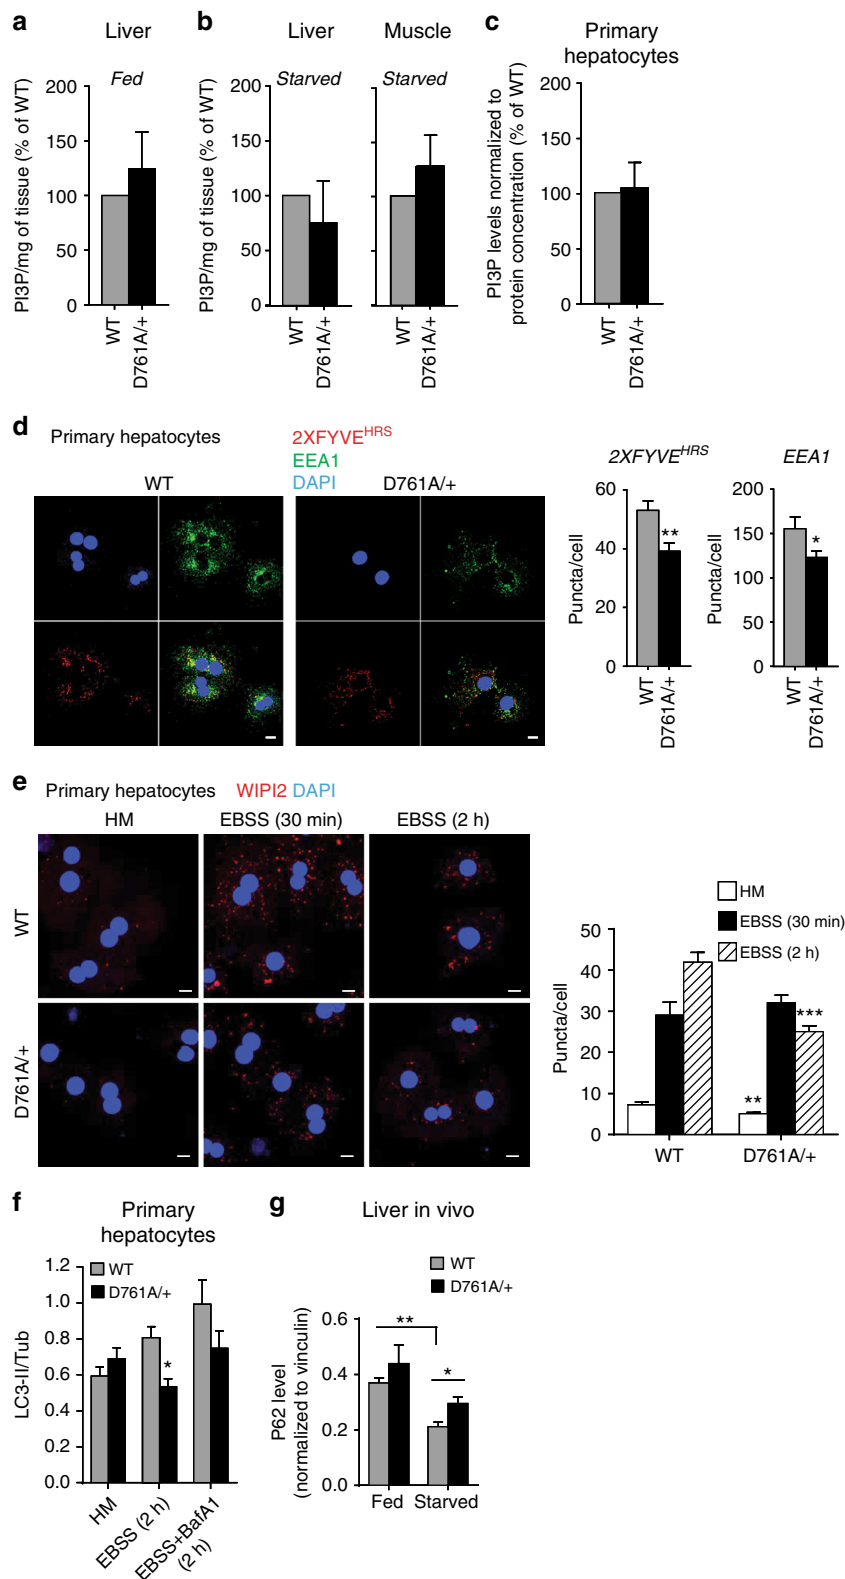 a
Liver
Fed
PI3P/mg of tissue (% of WT)
200
150
100
50
0
WT
D761A/+
b
Liver
Muscle
Starved
Starved
PI3P/mg of tissue (% of WT)
200
150
100
50
0
WT
D761A/+
WT
D761A/+
c
Primary
hepatocytes
PI3P levels normalized to
protein concentration (% of WT)
200
150
100
50
0
WT
D761A/+
d
Primary hepatocytes
2XFYVEHRS
EEA1
DAPI
WT
D761A/+
2XFYVEHRS
Puncta/cell
60
40
20
0
**
WT
D761A/+
EEA1
Puncta/cell
200
150
100
50
0
*
WT
D761A/+
e
Primary hepatocytes WIPI2 DAPI
HM
EBSS (30 min)
EBSS (2 h)
WT
D761A/+
HM
EBSS (30 min)
EBSS (2 h)
Puncta/cell
50
40
30
20
10
0
**
***
WT
D761A/+
f
Primary
hepatocytes
WT
D761A/+
LC3-II/Tub
1.2
1.0
0.8
0.6
0.4
0.2
0.0
*
HM
EBSS (2 h)
EBSS+BafA1
(2 h)
g
Liver in vivo
WT
D761A/+
P62 level
(normalized to vinculin)
0.6
0.4
0.2
0.0
**
*
Fed
Starved